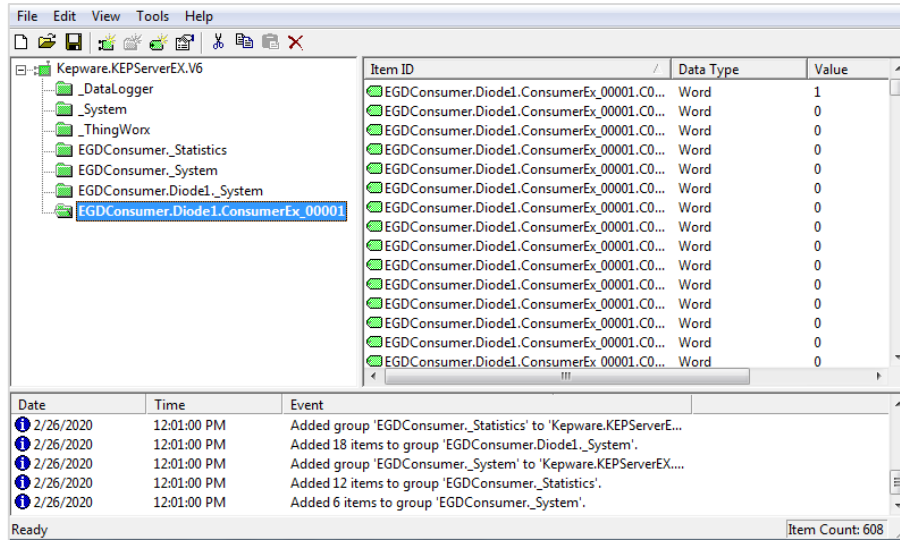 File Edit View Tools Help
Kepware.KEPServerEX.V6
_DataLogger
_System
_ThingWorx
EGDConsumer._Statistics
EGDConsumer._System
EGDConsumer.Diode1._System
EGDConsumer.Diode1.ConsumerEx_00001
Item ID Data Type Value
EGDConsumer.Diode1.ConsumerEx_00001.C0... Word 1
EGDConsumer.Diode1.ConsumerEx_00001.C0... Word 0
EGDConsumer.Diode1.ConsumerEx_00001.C0... Word 0
EGDConsumer.Diode1.ConsumerEx_00001.C0... Word 0
EGDConsumer.Diode1.ConsumerEx_00001.C0... Word 0
EGDConsumer.Diode1.ConsumerEx_00001.C0... Word 0
EGDConsumer.Diode1.ConsumerEx_00001.C0... Word 0
EGDConsumer.Diode1.ConsumerEx_00001.C0... Word 0
EGDConsumer.Diode1.ConsumerEx_00001.C0... Word 0
EGDConsumer.Diode1.ConsumerEx_00001.C0... Word 0
EGDConsumer.Diode1.ConsumerEx_00001.C0... Word 0
EGDConsumer.Diode1.ConsumerEx_00001.C0... Word 0
EGDConsumer.Diode1.ConsumerEx_00001.C0... Word 0
EGDConsumer.Diode1.ConsumerEx_00001.C0... Word 0
EGDConsumer.Diode1.ConsumerEx_00001.C0... Word 0
Date Time Event
2/26/2020 12:01:00 PM Added group 'EGDConsumer._Statistics' to 'Kepware.KEPServerE...
2/26/2020 12:01:00 PM Added 18 items to group 'EGDConsumer.Diode1._System'.
2/26/2020 12:01:00 PM Added group 'EGDConsumer._System' to 'Kepware.KEPServerEX....
2/26/2020 12:01:00 PM Added 12 items to group 'EGDConsumer._Statistics'.
2/26/2020 12:01:00 PM Added 6 items to group 'EGDConsumer._System'.
Ready Item Count: 608